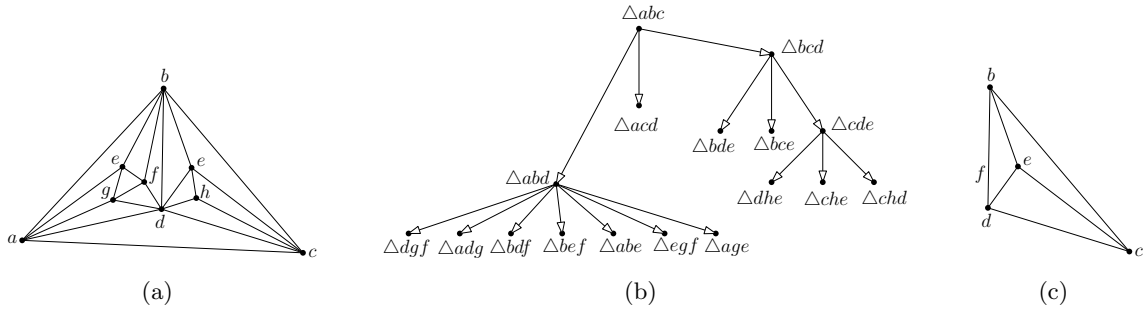 △abc
△bcd
b
b
△acd
△cde
△bde
△bce
e
e
e
f
f
g
h
△abd
△dhe
△che
△chd
d
d
a
△dgf
△adg
△bdf
△bef
△abe
△egf
△age
c
c
(a)
(b)
(c)